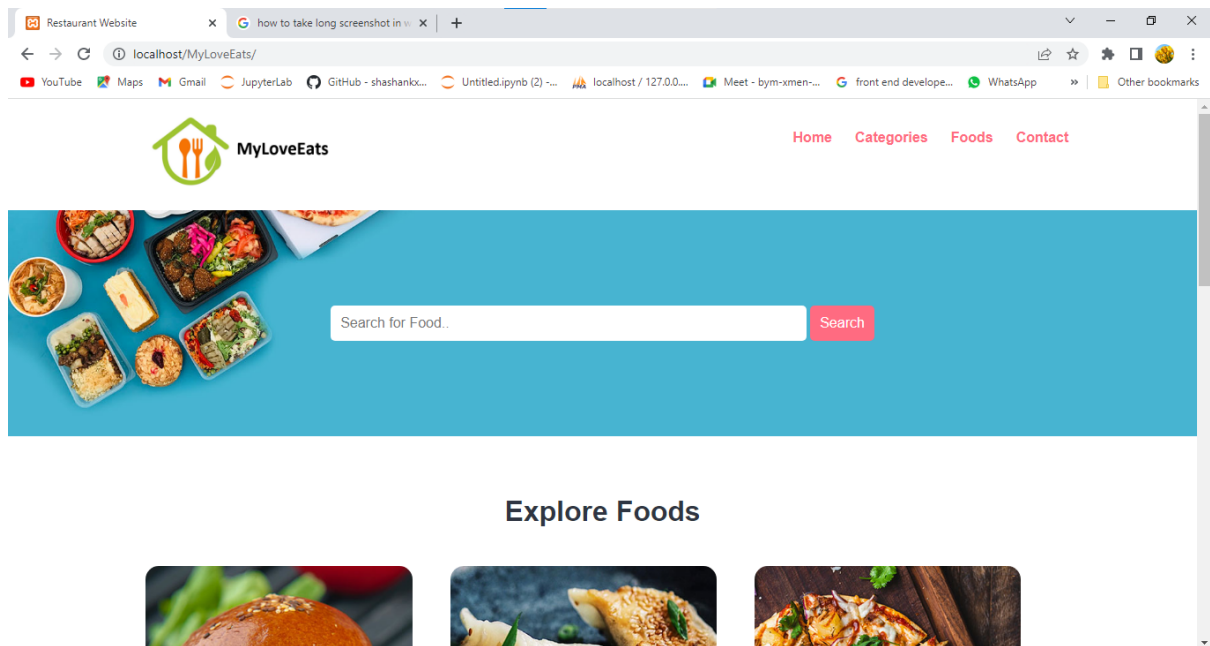 Restaurant Website
how to take long screenshot in w
localhost/MyLoveEats/
YouTube Maps Gmail JupyterLab GitHub - shashankx... Untitled.ipynb (2) -... localhost / 127.0.0.... Meet - bym-xmen-... front end develope... WhatsApp » Other bookmarks
MyLoveEats
Home Categories Foods Contact
Search for Food..
Search
Explore Foods